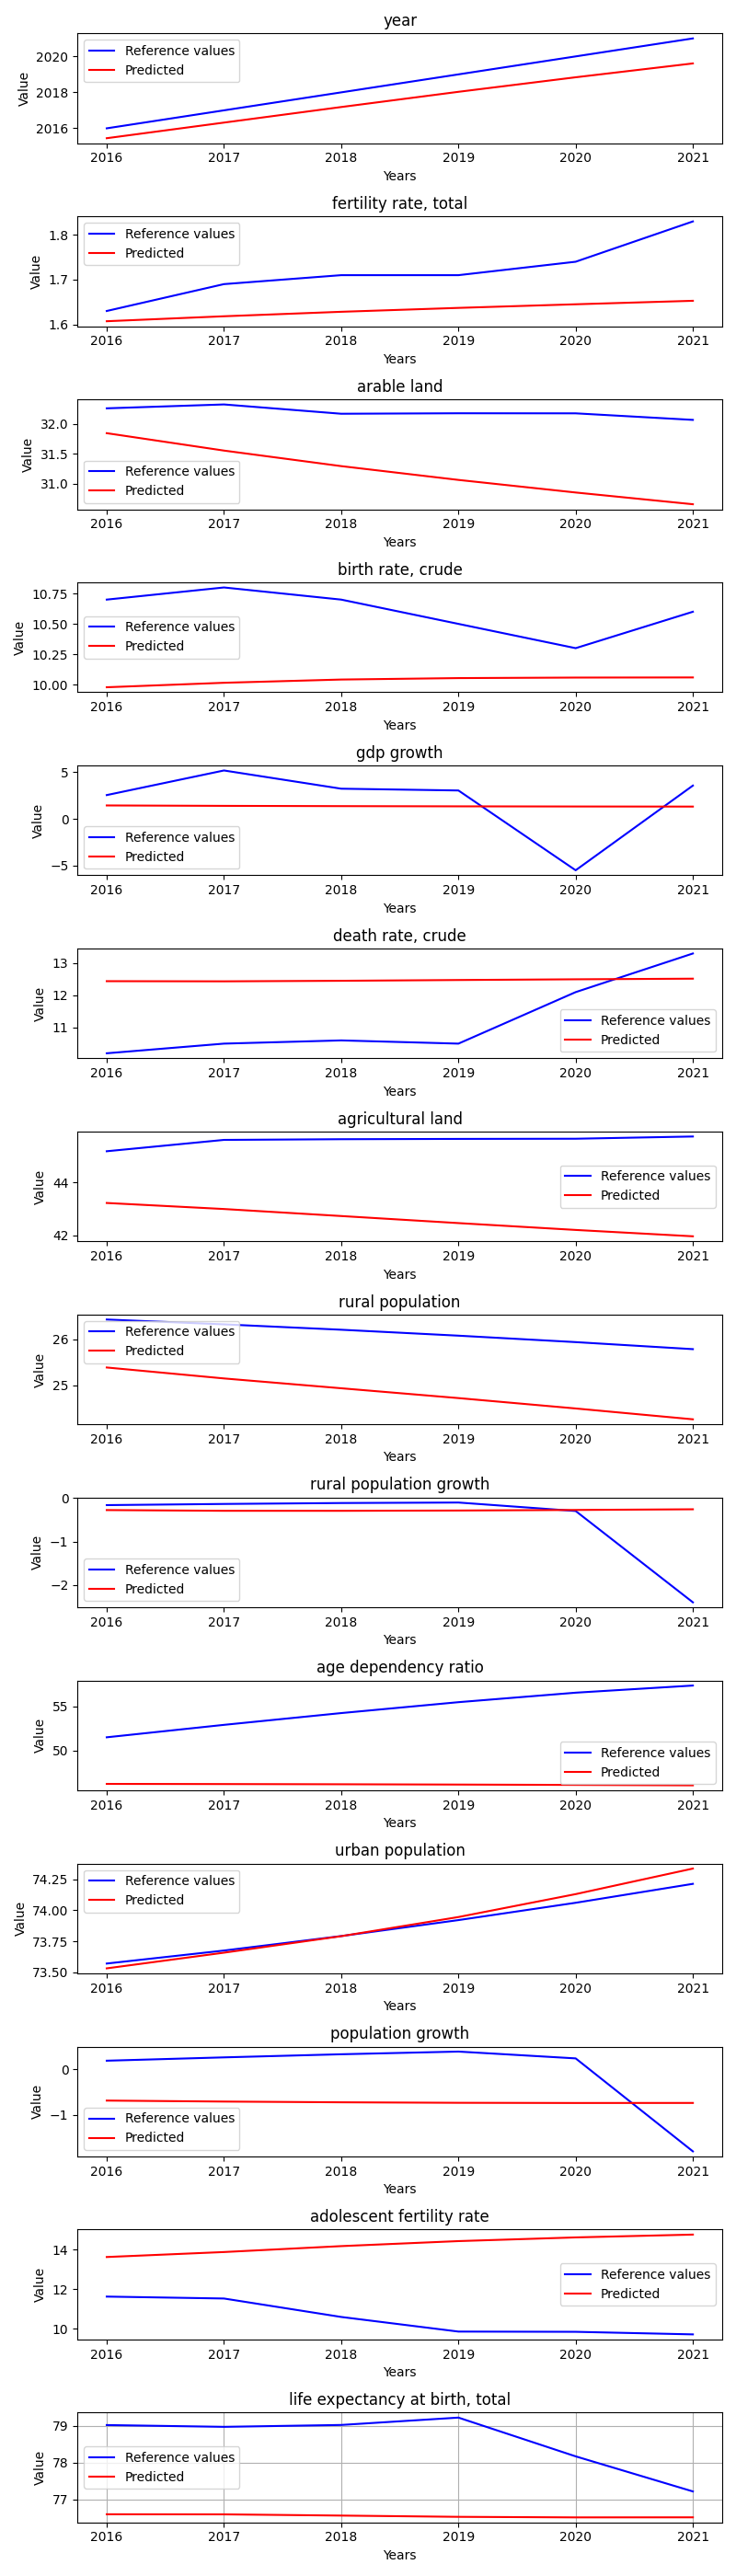 year
Value
2020
2018
2016
Reference values
Predicted
2016 2017 2018 2019 2020 2021
Years
fertility rate, total
Value
1.8
1.7
1.6
Reference values
Predicted
2016 2017 2018 2019 2020 2021
Years
arable land
Value
32.0
31.5
31.0
Reference values
Predicted
2016 2017 2018 2019 2020 2021
Years
birth rate, crude
Value
10.75
10.50
10.25
10.00
Reference values
Predicted
2016 2017 2018 2019 2020 2021
Years
gdp growth
Value
5
0
−5
Reference values
Predicted
2016 2017 2018 2019 2020 2021
Years
death rate, crude
Value
13
12
11
Reference values
Predicted
2016 2017 2018 2019 2020 2021
Years
agricultural land
Value
44
42
Reference values
Predicted
2016 2017 2018 2019 2020 2021
Years
rural population
Value
26
25
Reference values
Predicted
2016 2017 2018 2019 2020 2021
Years
rural population growth
Value
0
−1
−2
Reference values
Predicted
2016 2017 2018 2019 2020 2021
Years
age dependency ratio
Value
55
50
Reference values
Predicted
2016 2017 2018 2019 2020 2021
Years
urban population
Value
74.25
74.00
73.75
73.50
Reference values
Predicted
2016 2017 2018 2019 2020 2021
Years
population growth
Value
0
−1
Reference values
Predicted
2016 2017 2018 2019 2020 2021
Years
adolescent fertility rate
Value
14
12
10
Reference values
Predicted
2016 2017 2018 2019 2020 2021
Years
life expectancy at birth, total
Value
79
78
77
Reference values
Predicted
2016 2017 2018 2019 2020 2021
Years